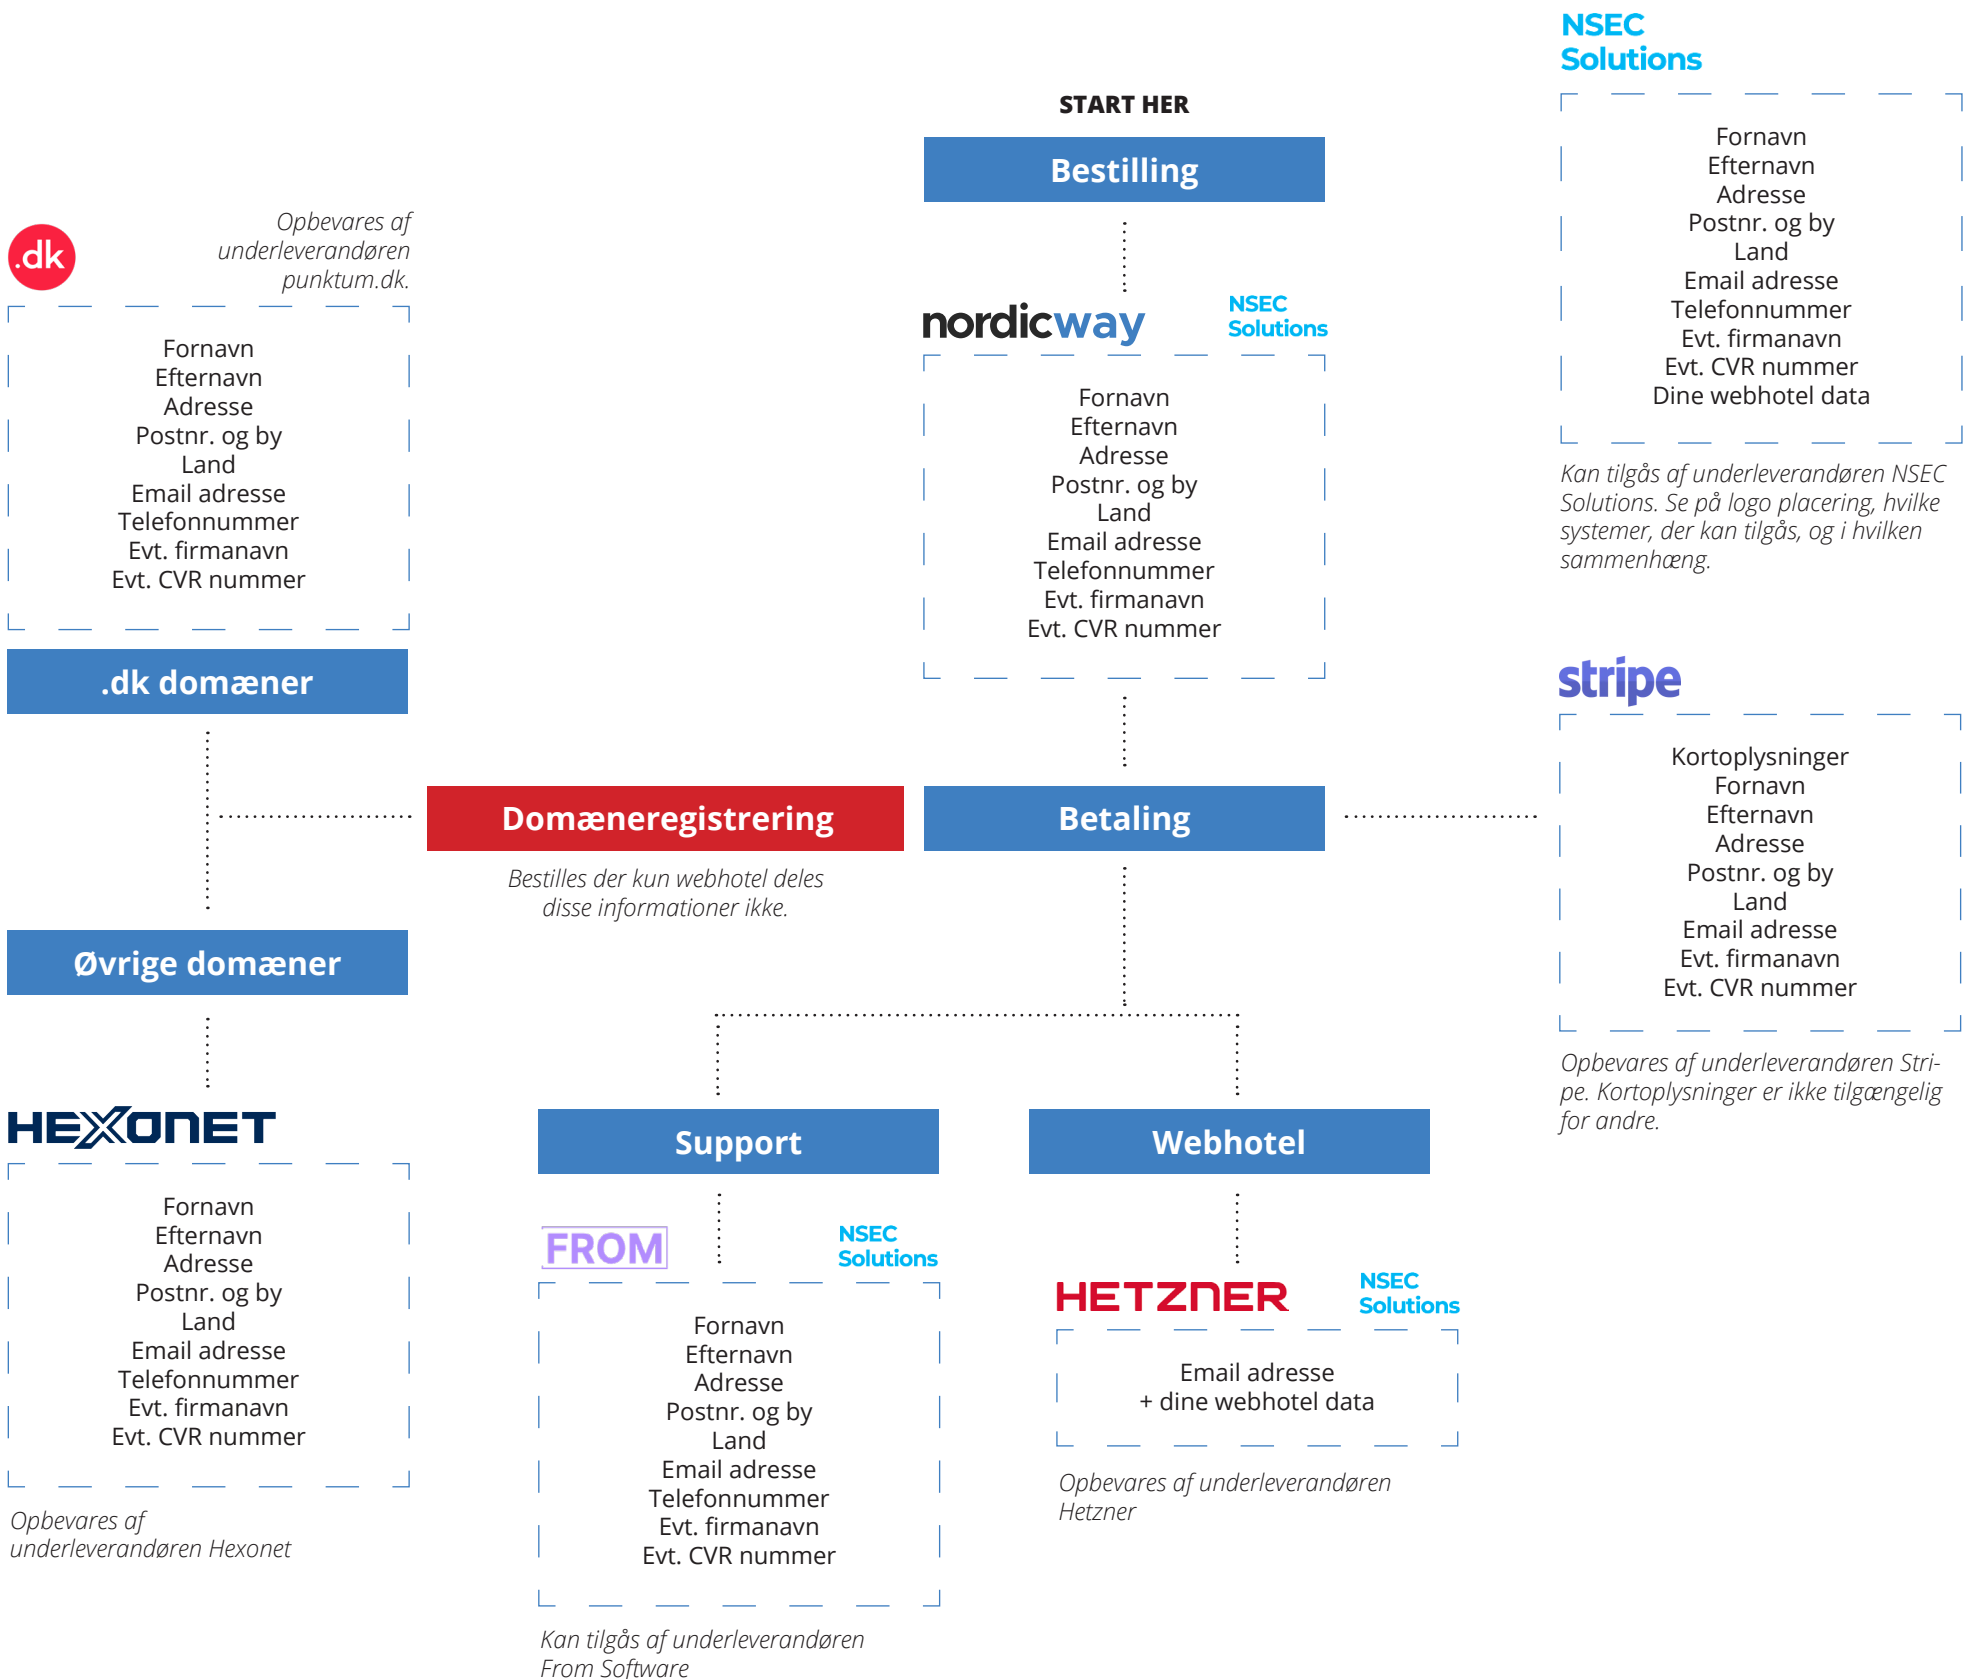 START HER
Bestilling
nordicway
NSEC
Solutions
Fornavn
Efternavn
Adresse
Postnr. og by
Land
Email adresse
Telefonnummer
Evt. firmanavn
Evt. CVR nummer
NSEC
Solutions
Fornavn
Efternavn
Adresse
Postnr. og by
Land
Email adresse
Telefonnummer
Evt. firmanavn
Evt. CVR nummer
Dine webhotel data
Kan tilgås af underleverandøren NSEC
Solutions. Se på logo placering, hvilke
systemer, der kan tilgås, og i hvilken
sammenhæng.
.dk
Opbevares af
underleverandøren
punktum.dk.
Fornavn
Efternavn
Adresse
Postnr. og by
Land
Email adresse
Telefonnummer
Evt. firmanavn
Evt. CVR nummer
.dk domæner
Domæneregistrering
Bestilles der kun webhotel deles
disse informationer ikke.
Betaling
stripe
Kortoplysninger
Fornavn
Efternavn
Adresse
Postnr. og by
Land
Email adresse
Evt. firmanavn
Evt. CVR nummer
Opbevares af underleverandøren Stri-
pe. Kortoplysninger er ikke tilgængelig
for andre.
Øvrige domæner
HEXONET
Fornavn
Efternavn
Adresse
Postnr. og by
Land
Email adresse
Telefonnummer
Evt. firmanavn
Evt. CVR nummer
Opbevares af
underleverandøren Hexonet
Support
FROM
NSEC
Solutions
Fornavn
Efternavn
Adresse
Postnr. og by
Land
Email adresse
Telefonnummer
Evt. firmanavn
Evt. CVR nummer
Kan tilgås af underleverandøren
From Software
Webhotel
HETZNER
NSEC
Solutions
Email adresse
+ dine webhotel data
Opbevares af underleverandøren
Hetzner